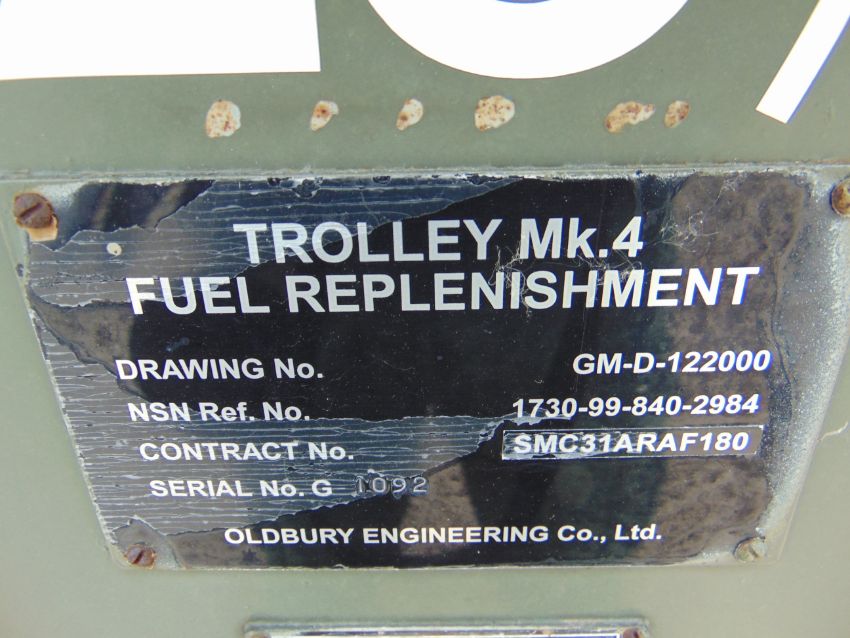 TROLLEY Mk.4
FUEL REPLENISHMENT
DRAWING No. GM-D-122000
NSN Ref. No. 1730-99-840-2984
CONTRACT No. SMC31ARAF180
SERIAL No. G 1092
OLDBURY ENGINEERING Co., Ltd.